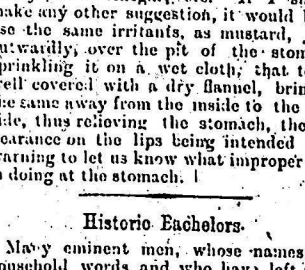 make any other suggestion, it would
se the same irritants, as mustard,
utwardly, over the pit of the stom
prinkling it on a wet cloth, that t
ell covered with a dry flannel, brin
he same away from the inside to the
ide, thus relieving the stomach, the
earance on the lips being intended
arning to let us know what improper
s doing at the stomach.
Historic Bachelors.
Many eminent men, whose names
ousehold words and who have left